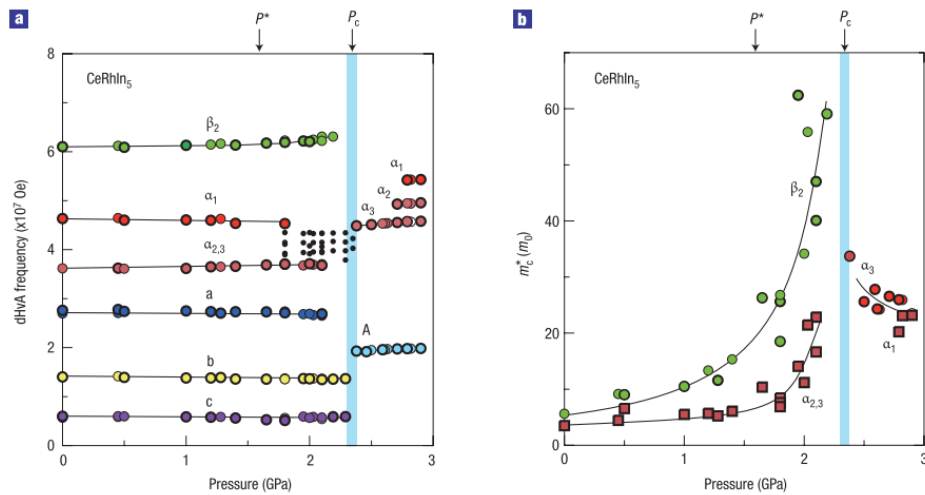 a
P* Pc
CeRhIn5
β2
α1
α2,3
a
b
c
α1
α2
α3
A
8
6
4
2
0
0 1 2 3
dHvA frequency (x10⁷ Oe)
Pressure (GPa)
b
P* Pc
CeRhIn5
β2
α3
α1
α2,3
60
40
20
0
0 1 2 3
m*c (m0)
Pressure (GPa)